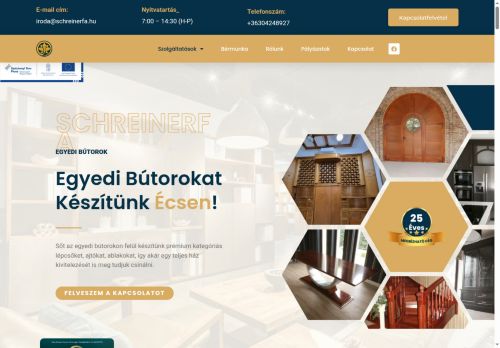 E-mail cím:
iroda@schreinerfa.hu
Nyitvatartás_
7:00 – 14:30 (H-P)
Telefonszám:
+36304248927
Kapcsolatfelvétel
Szolgáltatások
Bérmunka
Rólunk
Pályázatok
Kapcsolat
SCHREINERF
A
EGYEDI BÚTOROK
Egyedi Bútorokat
Készítünk Écsen!
Sőt az egyedi bútorokon felül készítünk prémium kategóriás
lépcsőket, ajtókat, ablakokat, így akár egy teljes ház
kivitelezését is meg tudjuk csinálni.
FELVESZEM A KAPCSOLATOT
25
Éves